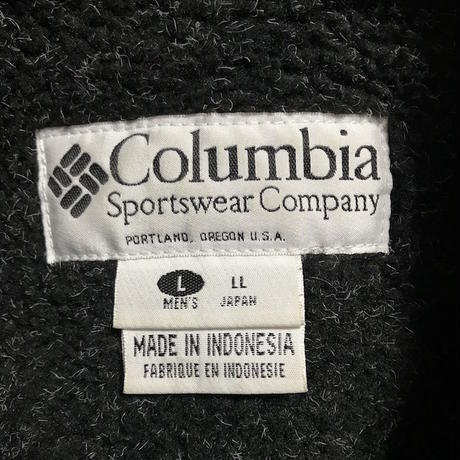 Columbia
Sportswear Company
PORTLAND, OREGON U.S.A.
L LL
MEN'S JAPAN
MADE IN INDONESIA
FABRIQUE EN INDONESIE